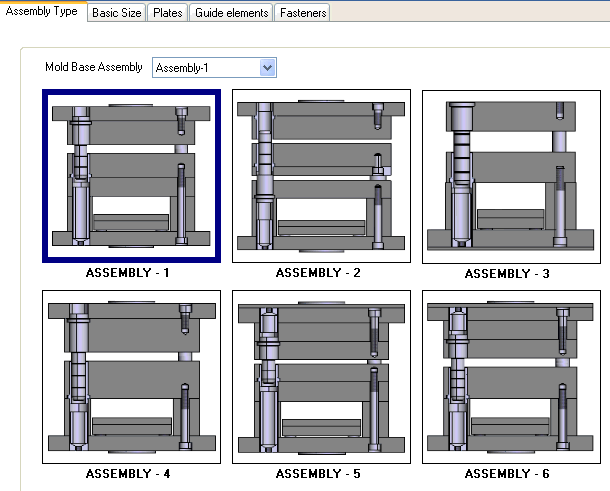 Assembly Type Basic Size Plates Guide elements Fasteners
Mold Base Assembly Assembly-1
ASSEMBLY - 1 ASSEMBLY - 2 ASSEMBLY - 3
ASSEMBLY - 4 ASSEMBLY - 5 ASSEMBLY - 6